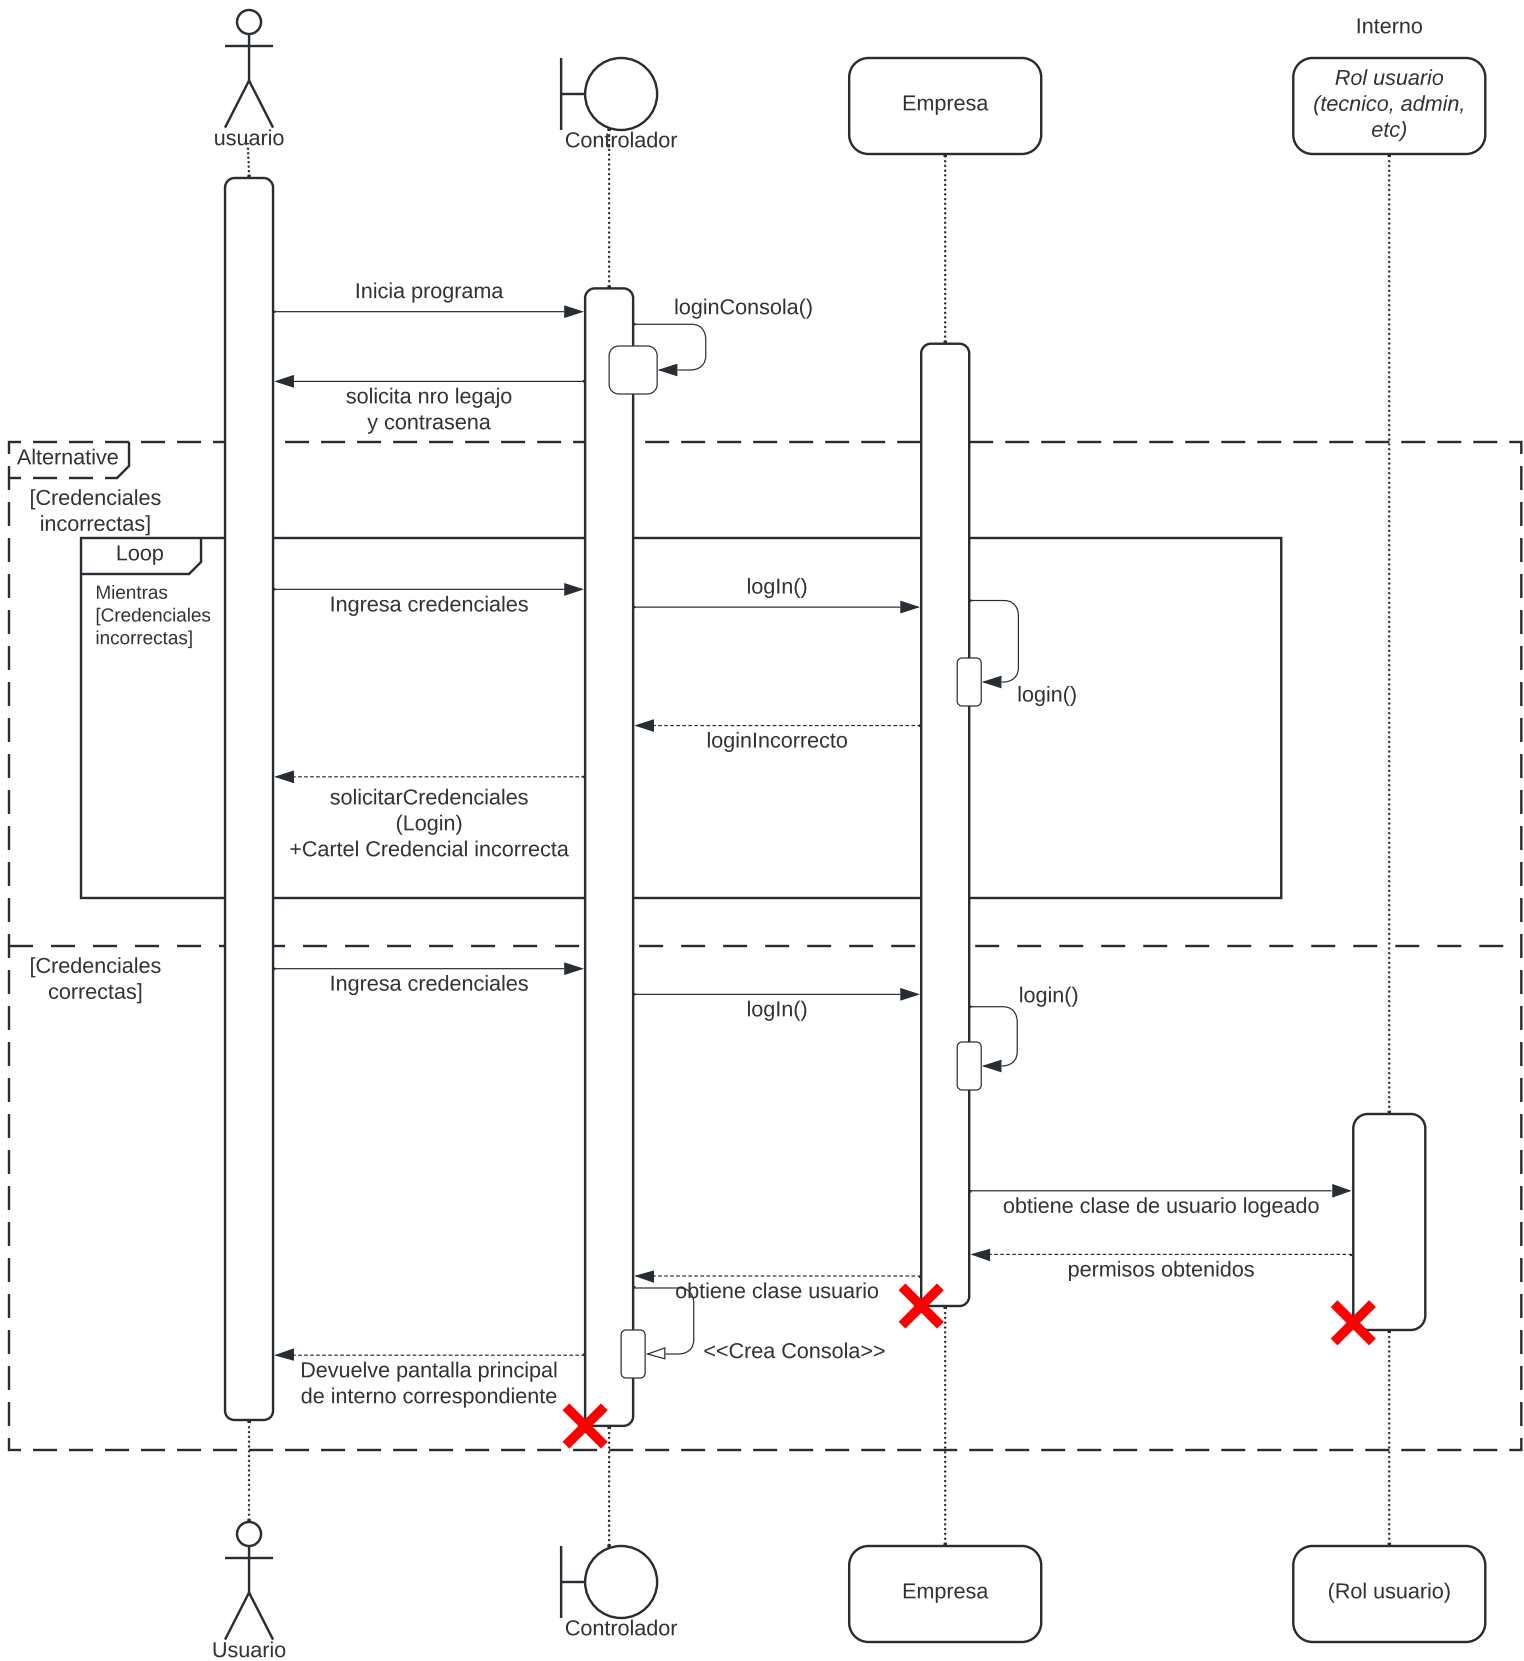 Interno
usuario
Controlador
Empresa
Rol usuario
(tecnico, admin,
etc)
Inicia programa
loginConsola()
solicita nro legajo
y contrasena
Alternative
[Credenciales
incorrectas]
Loop
Mientras
[Credenciales
incorrectas]
Ingresa credenciales
logIn()
login()
loginIncorrecto
solicitarCredenciales
(Login)
+Cartel Credencial incorrecta
[Credenciales
correctas]
Ingresa credenciales
logIn()
login()
obtiene clase de usuario logeado
permisos obtenidos
obtiene clase usuario
<<Crea Consola>>
Devuelve pantalla principal
de interno correspondiente
Usuario
Controlador
Empresa
(Rol usuario)